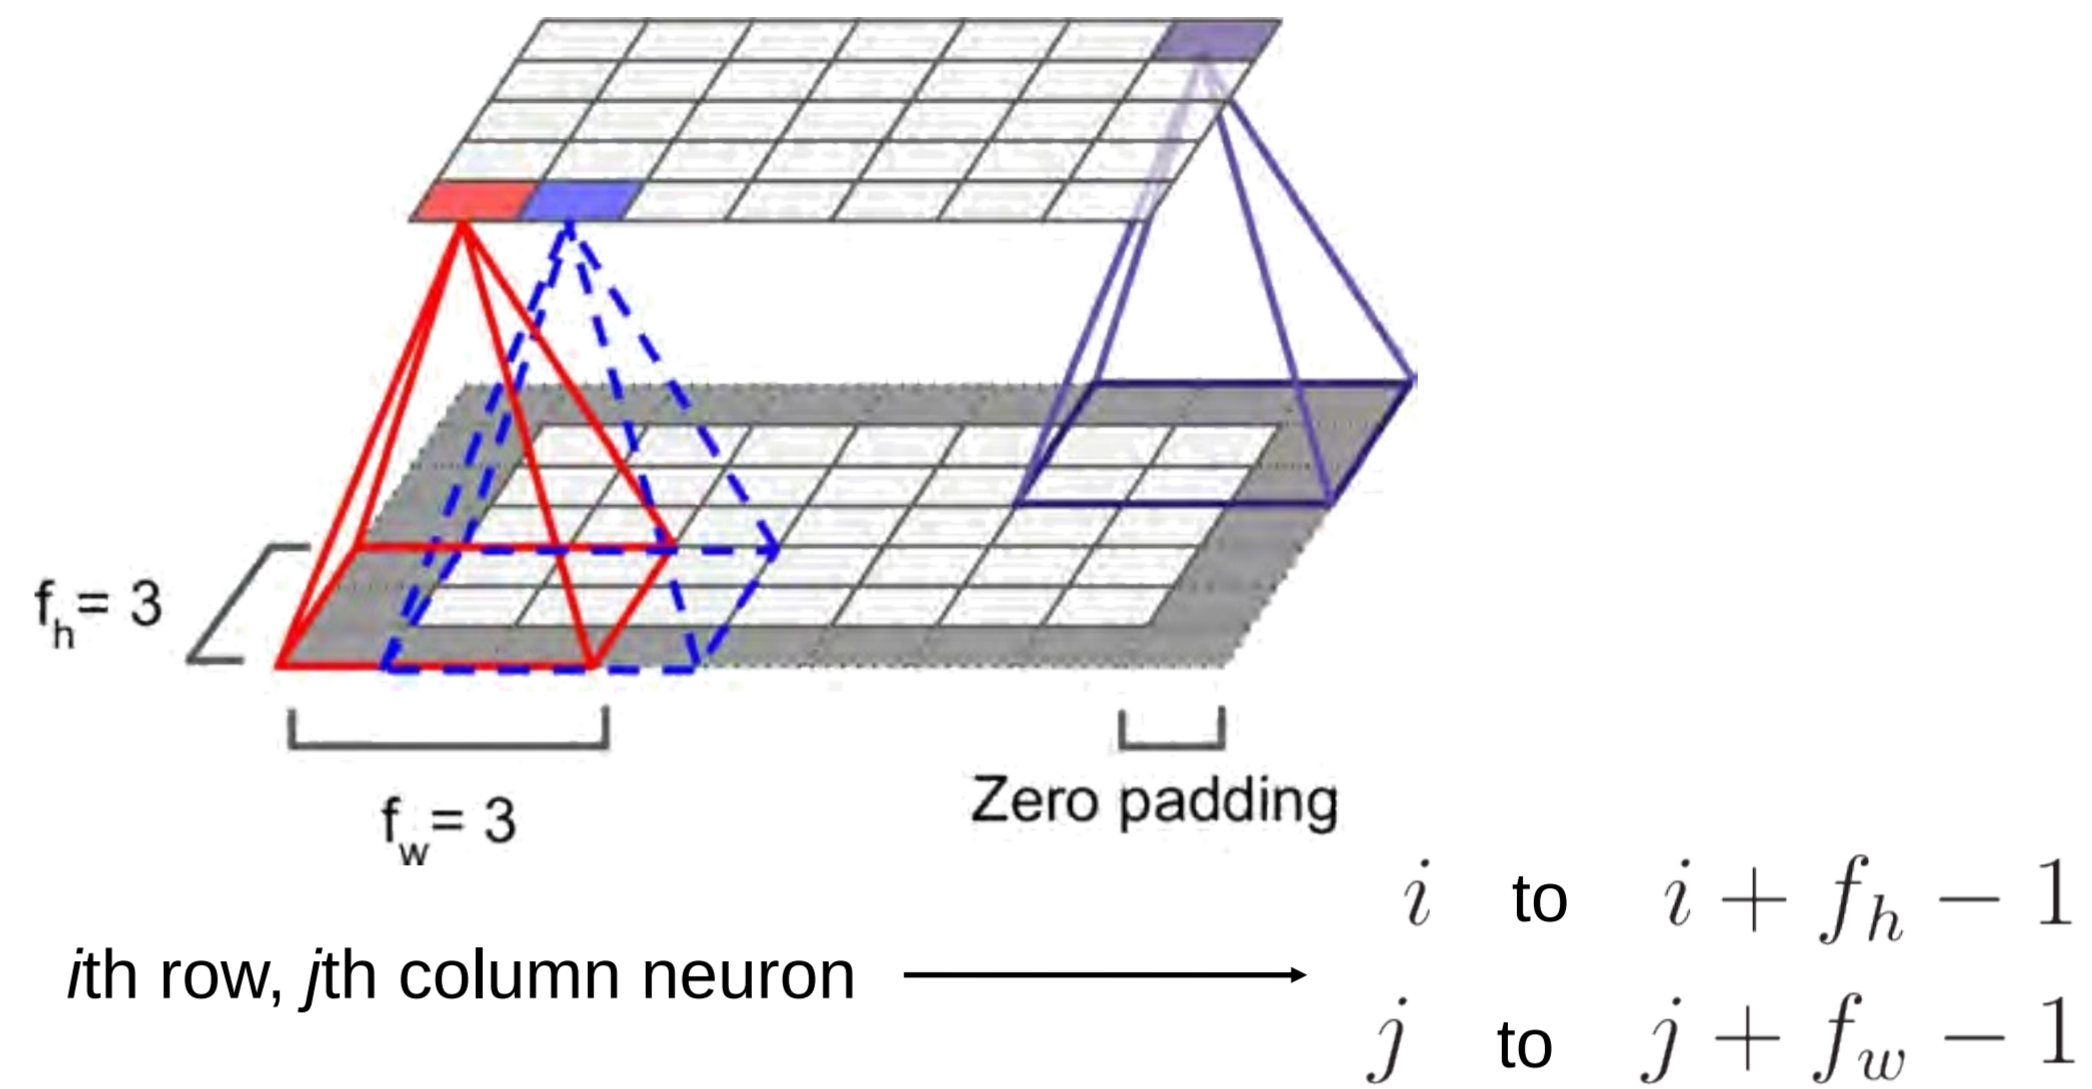 f_h = 3
f_w = 3
Zero padding
ith row, jth column neuron
i to i + f_h − 1
j to j + f_w − 1